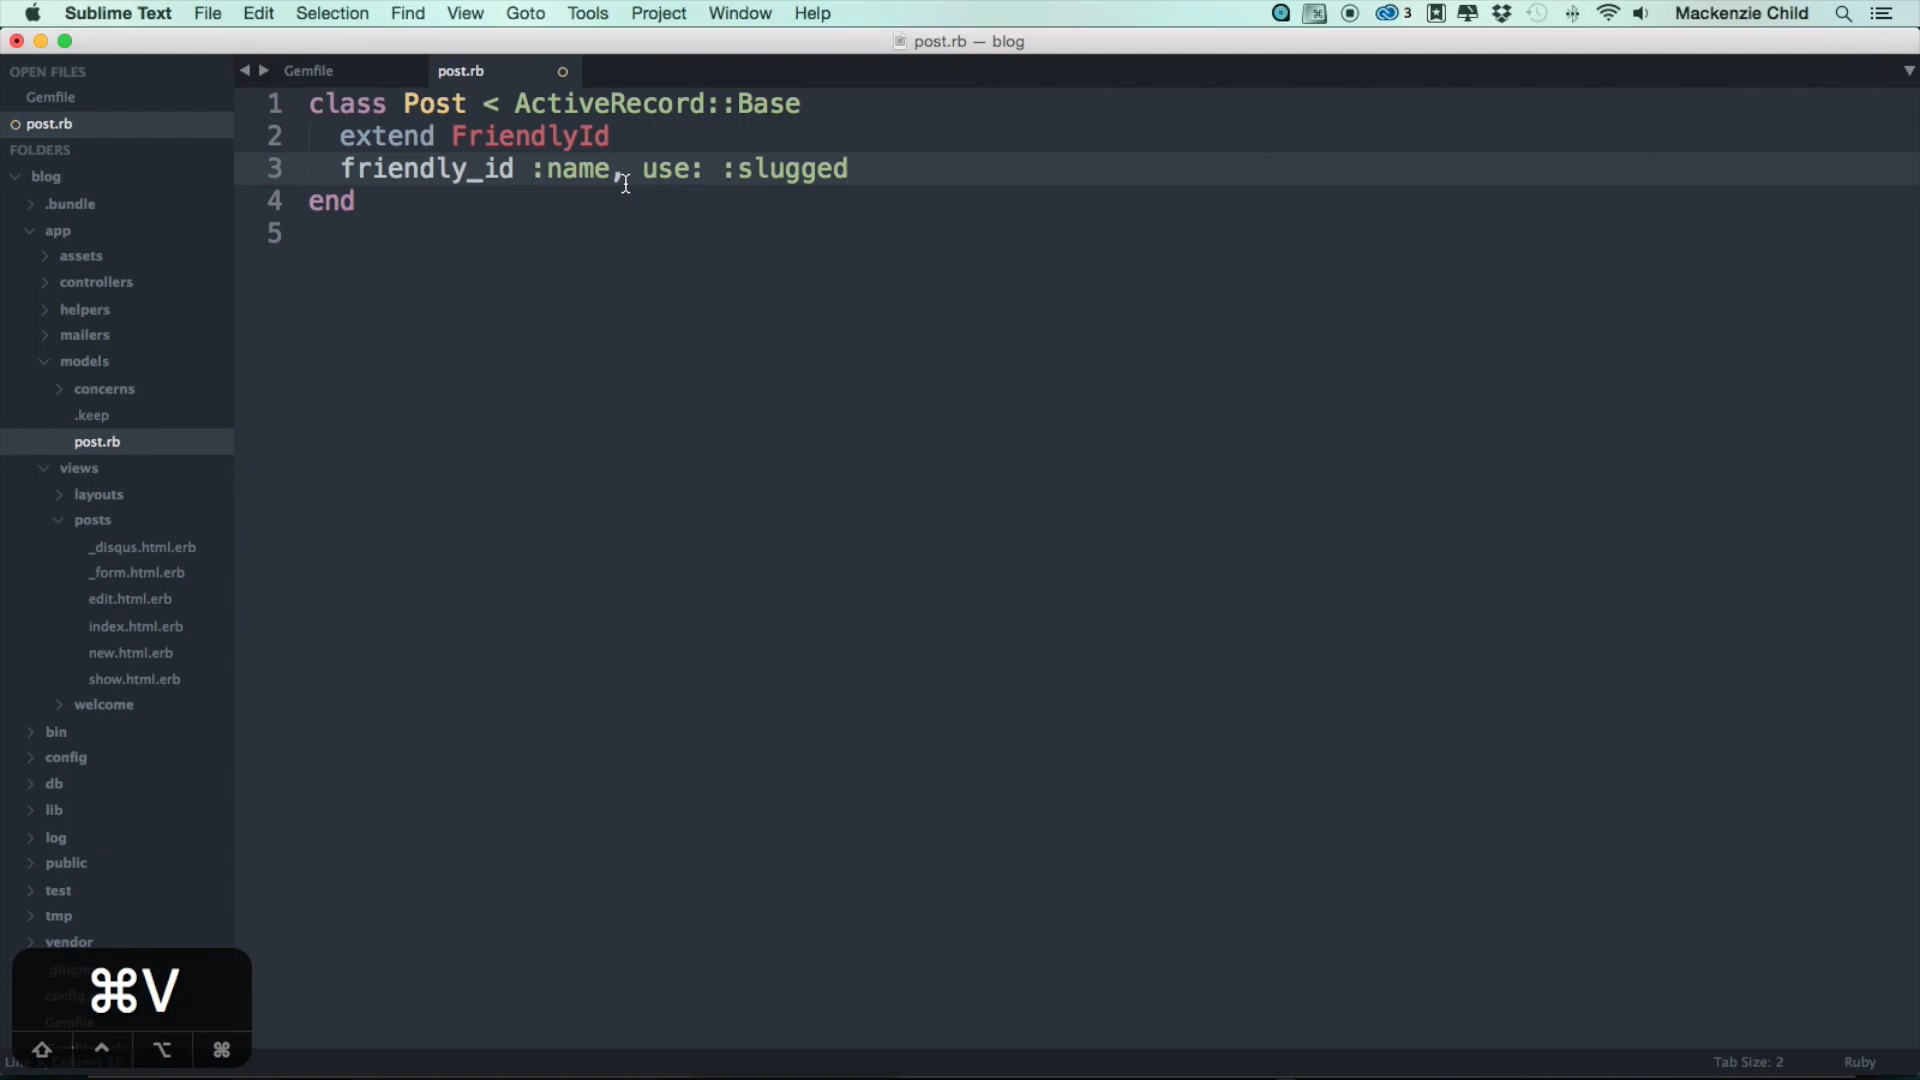 Sublime Text File Edit Selection Find View Goto Tools Project Window Help 3 Mackenzie Child
post.rb — blog
OPEN FILES
Gemfile
post.rb
FOLDERS
blog
.bundle
app
assets
controllers
helpers
mailers
models
concerns
.keep
post.rb
views
layouts
posts
_disqus.html.erb
_form.html.erb
edit.html.erb
index.html.erb
new.html.erb
show.html.erb
welcome
bin
config
db
lib
log
public
test
tmp
vendor
Gemfile
Gemfile post.rb
1 class Post < ActiveRecord::Base
2 extend FriendlyId
3 friendly_id :name, use: :slugged
4 end
5
⌘V
Tab Size: 2 Ruby